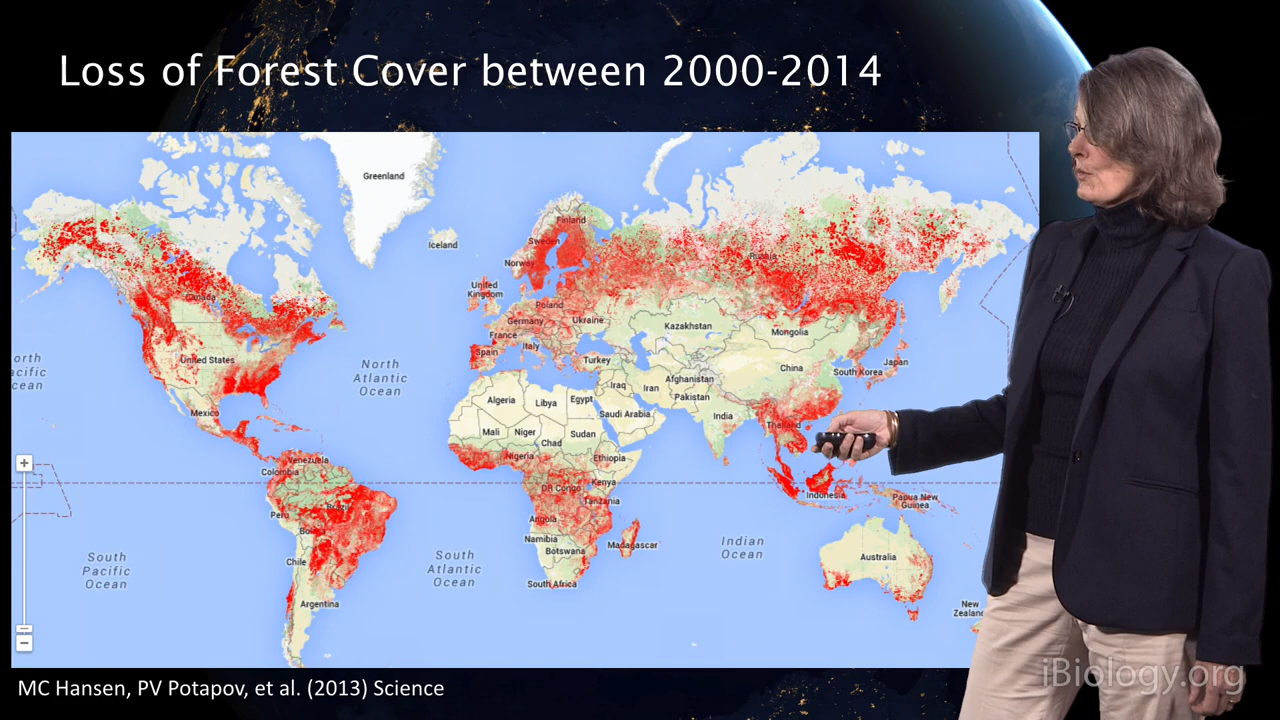 Loss of Forest Cover between 2000-2014
Greenland
Iceland
Finland
Sweden
Norway
Russia
United
Kingdom
Poland
Germany
Ukraine
France
Italy
Spain
Turkey
Kazakhstan
Mongolia
China
Japan
South Korea
Canada
United States
Mexico
North
Atlantic
Ocean
orth
acific
cean
Algeria
Libya
Egypt
Iraq
Iran
Afghanistan
Pakistan
Saudi Arabia
India
Thailand
Mali
Niger
Chad
Sudan
Nigeria
Ethiopia
DR Congo
Kenya
Tanzania
Angola
Namibia
Botswana
Madagascar
South Africa
Venezuela
Colombia
Peru
Brazil
Chile
Argentina
Indonesia
Papua New
Guinea
Australia
New
Zealand
South
Pacific
Ocean
South
Atlantic
Ocean
Indian
Ocean
+
−
MC Hansen, PV Potapov, et al. (2013) Science
iBiology.org